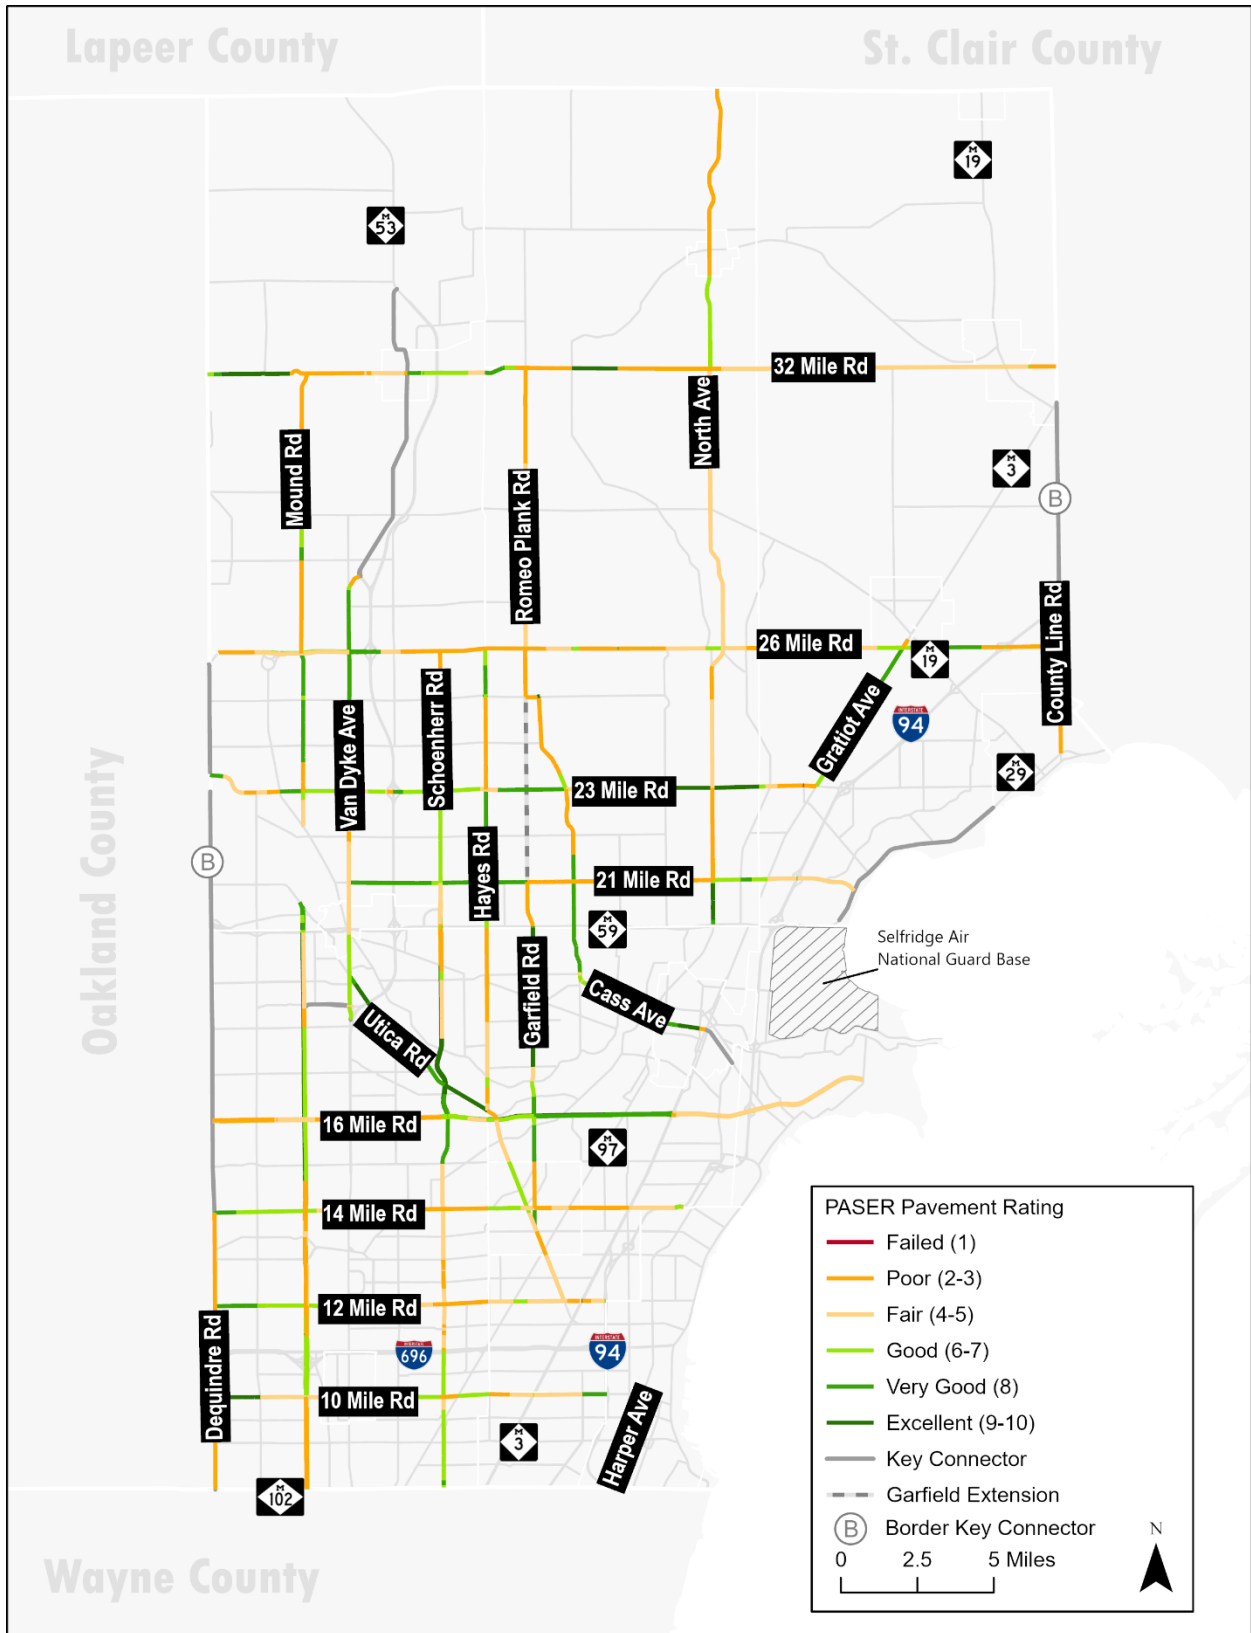 Lapeer County
St. Clair County
M
19
M
53
32 Mile Rd
North Ave
Mound Rd
Romeo Plank Rd
M
3
B
26 Mile Rd
M
19
County Line Rd
Schoenherr Rd
Van Dyke Ave
Gratiot Ave
INTERSTATE
94
M
29
23 Mile Rd
Oakland County
B
Hayes Rd
21 Mile Rd
M
59
Selfridge Air
National Guard Base
Garfield Rd
Cass Ave
Utica Rd
16 Mile Rd
M
97
14 Mile Rd
12 Mile Rd
Dequindre Rd
INTERSTATE
696
INTERSTATE
94
10 Mile Rd
Harper Ave
M
3
M
102
Wayne County
PASER Pavement Rating
Failed (1)
Poor (2-3)
Fair (4-5)
Good (6-7)
Very Good (8)
Excellent (9-10)
Key Connector
Garfield Extension
B Border Key Connector
N
0 2.5 5 Miles